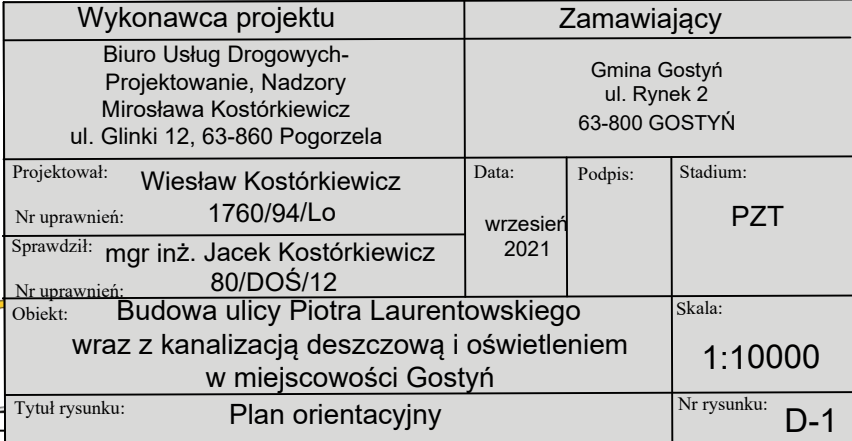 Wykonawca projektu
Zamawiający
Biuro Usług Drogowych-
Projektowanie, Nadzory
Mirosława Kostórkiewicz
ul. Glinki 12, 63-860 Pogorzela
Gmina Gostyń
ul. Rynek 2
63-800 GOSTYŃ
Projektował:
Wiesław Kostórkiewicz
Nr uprawnień:
1760/94/Lo
Data:
wrzesień
2021
Podpis:
Stadium:
PZT
Sprawdził:
mgr inż. Jacek Kostórkiewicz
Nr uprawnień:
80/DOŚ/12
Obiekt:
Budowa ulicy Piotra Laurentowskiego
wraz z kanalizacją deszczową i oświetleniem
w miejscowości Gostyń
Skala:
1:10000
Tytuł rysunku:
Plan orientacyjny
Nr rysunku:
D-1